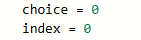 choice = 0
index = 0